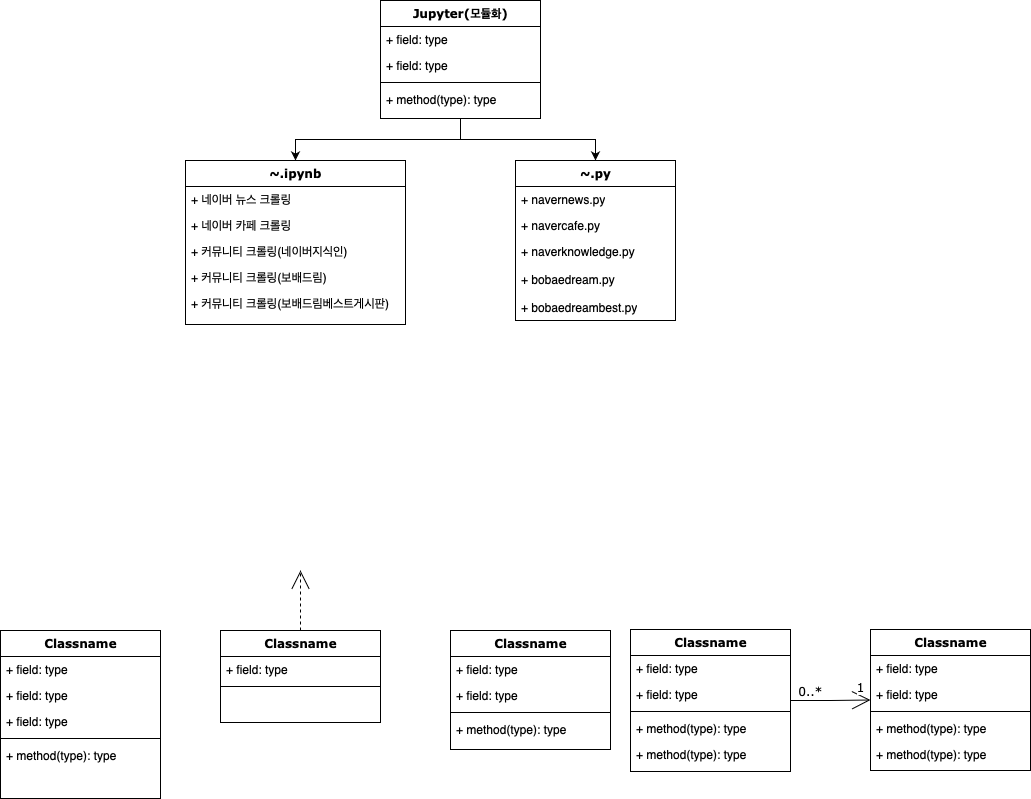 Jupyter(모듈화)
+ field: type
+ field: type
+ method(type): type
~.ipynb
+ 네이버 뉴스 크롤링
+ 네이버 카페 크롤링
+ 커뮤니티 크롤링(네이버지식인)
+ 커뮤니티 크롤링(보배드림)
+ 커뮤니티 크롤링(보배드림베스트게시판)
~.py
+ navernews.py
+ navercafe.py
+ naverknowledge.py
+ bobaedream.py
+ bobaedreambest.py
Classname
+ field: type
+ field: type
+ field: type
+ method(type): type
Classname
+ field: type
Classname
+ field: type
+ field: type
+ method(type): type
Classname
+ field: type
+ field: type
+ method(type): type
+ method(type): type
0..*
1
Classname
+ field: type
+ field: type
+ method(type): type
+ method(type): type